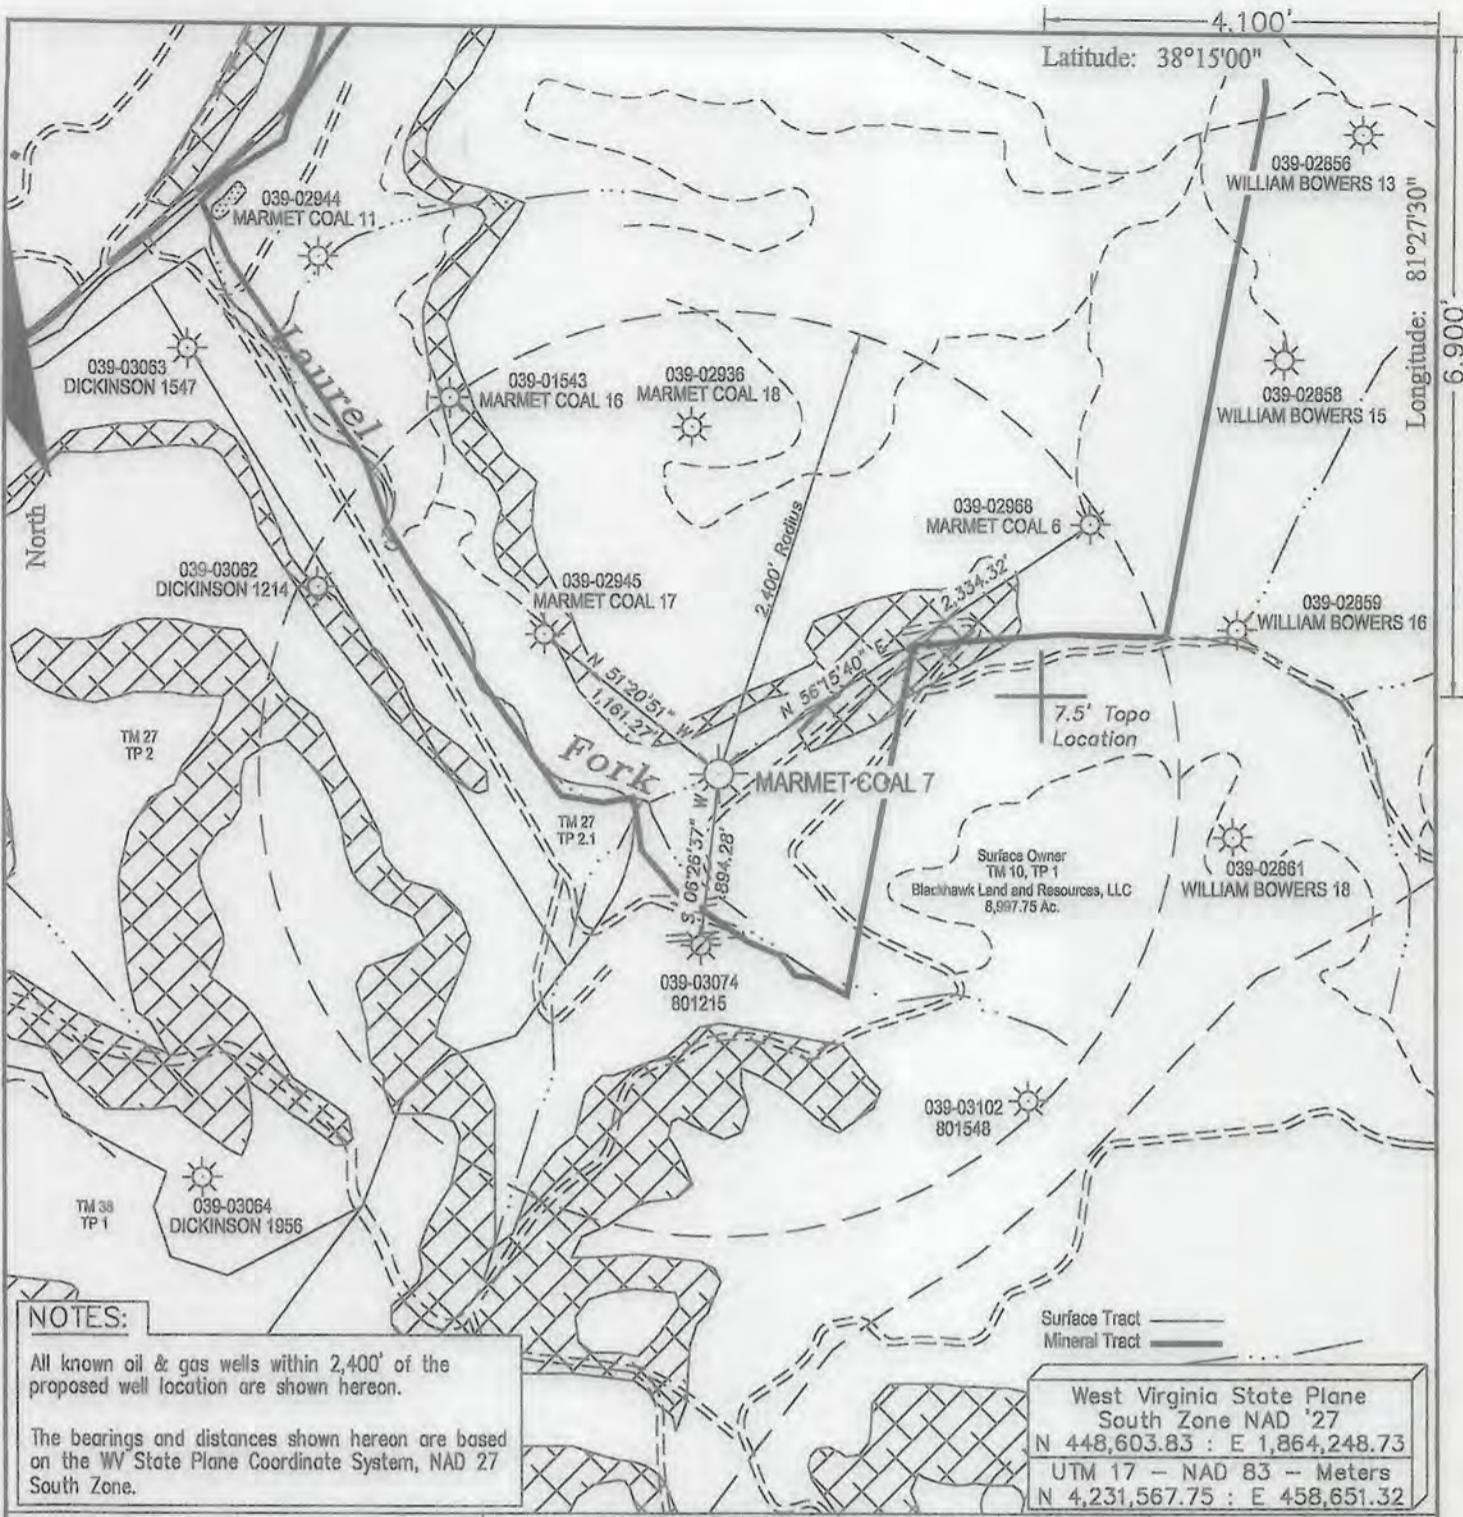 4.100'
Latitude: 38°15'00"
039-02856
WILLIAM BOWERS 13
039-02944
MARMET COAL 11
Longitude: 81°27'30"
6.900'
039-03063
DICKINSON 1547
Laurel
039-01543
MARMET COAL 16
039-02936
MARMET COAL 18
039-02858
WILLIAM BOWERS 15
North
2,400' Radius
039-02968
MARMET COAL 6
039-03062
DICKINSON 1214
039-02945
MARMET COAL 17
2,334.32'
N 56°15'40" E
039-02859
WILLIAM BOWERS 16
N 51°20'51" W
1,161.27'
7.5' Topo
Location
TM 27
TP 2
Fork
MARMET COAL 7
TM 27
TP 2.1
S 06°26'37" W
894.28'
Surface Owner
TM 10, TP 1
Blackhawk Land and Resources, LLC
8,997.75 Ac.
039-02861
WILLIAM BOWERS 18
039-03074
801215
039-03102
801548
TM 38
TP 1
039-03064
DICKINSON 1956
NOTES:
All known oil & gas wells within 2,400' of the
proposed well location are shown hereon.
The bearings and distances shown hereon are based
on the WV State Plane Coordinate System, NAD 27
South Zone.
Surface Tract
Mineral Tract
West Virginia State Plane
South Zone NAD '27
N 448,603.83 : E 1,864,248.73
UTM 17 - NAD 83 - Meters
N 4,231,567.75 : E 458,651.32